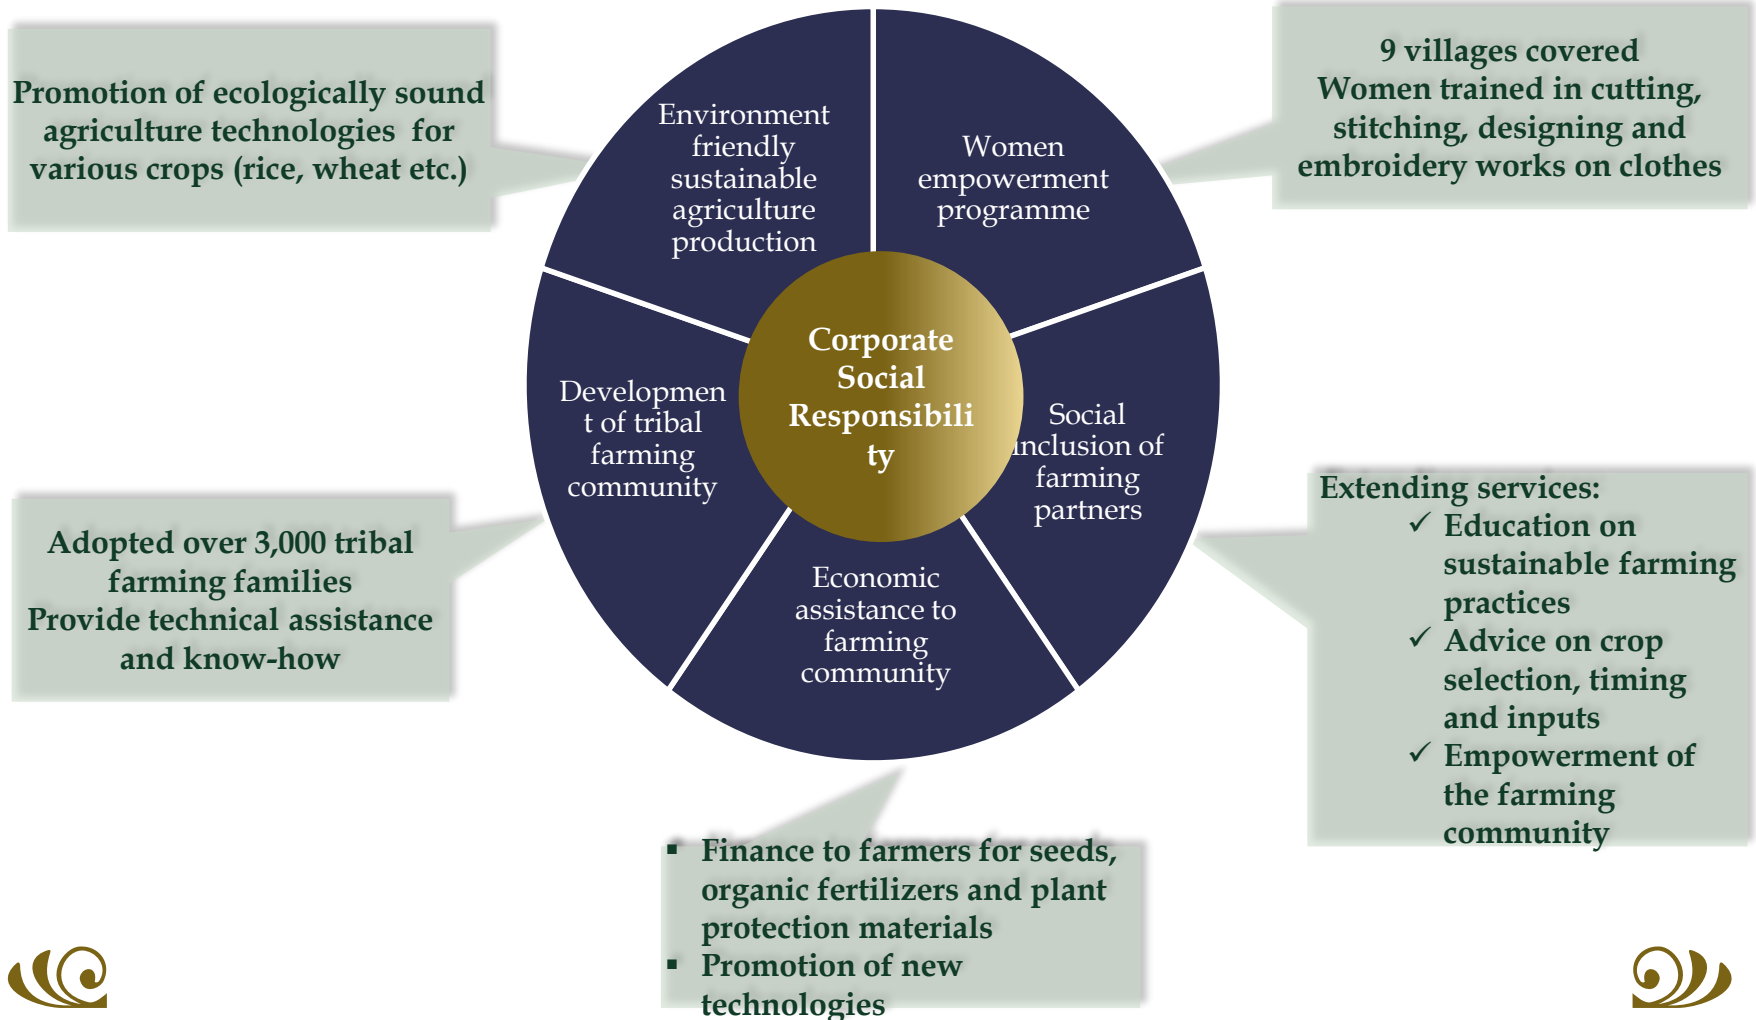 Promotion of ecologically sound
agriculture technologies for
various crops (rice, wheat etc.)
Environment
friendly
sustainable
agriculture
production
Women
empowerment
programme
9 villages covered
Women trained in cutting,
stitching, designing and
embroidery works on clothes
Corporate
Social
Responsibili
ty
Developmen
t of tribal
farming
community
Social
inclusion of
farming
partners
Economic
assistance to
farming
community
Adopted over 3,000 tribal
farming families
Provide technical assistance
and know-how
Extending services:
✓ Education on
sustainable farming
practices
✓ Advice on crop
selection, timing
and inputs
✓ Empowerment of
the farming
community
▪ Finance to farmers for seeds,
organic fertilizers and plant
protection materials
▪ Promotion of new
technologies